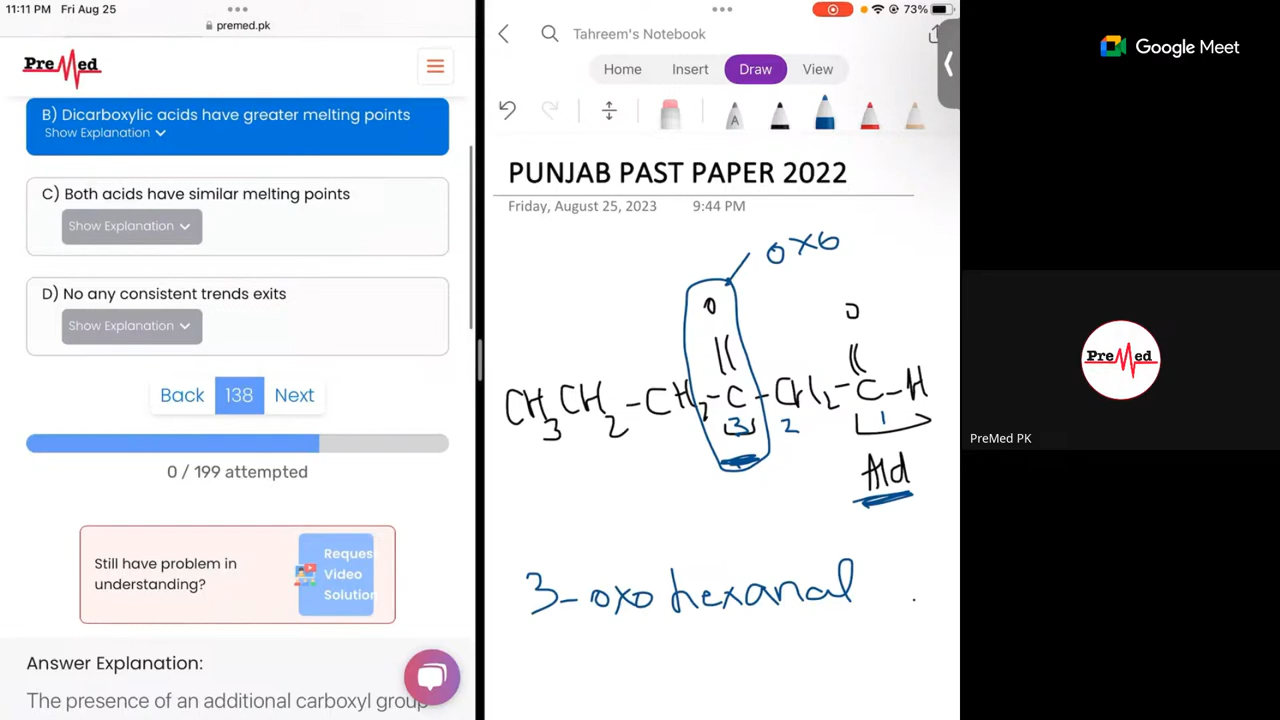 11:11 PM Fri Aug 25
premed.pk
PreMed
B) Dicarboxylic acids have greater melting points
Show Explanation
C) Both acids have similar melting points
Show Explanation
D) No any consistent trends exits
Show Explanation
Back 138 Next
0 / 199 attempted
Still have problem in
understanding?
Reques
Video
Solution
Answer Explanation:
The presence of an additional carboxyl group
73%
Tahreem's Notebook
Home Insert Draw View
A
PUNJAB PAST PAPER 2022
Friday, August 25, 2023 9:44 PM
oxo
O O
CH3CH2-CH2-C-CH2-C-H
3 2 1
Ald
3-oxohexanal
Google Meet
PreMed
PreMed PK